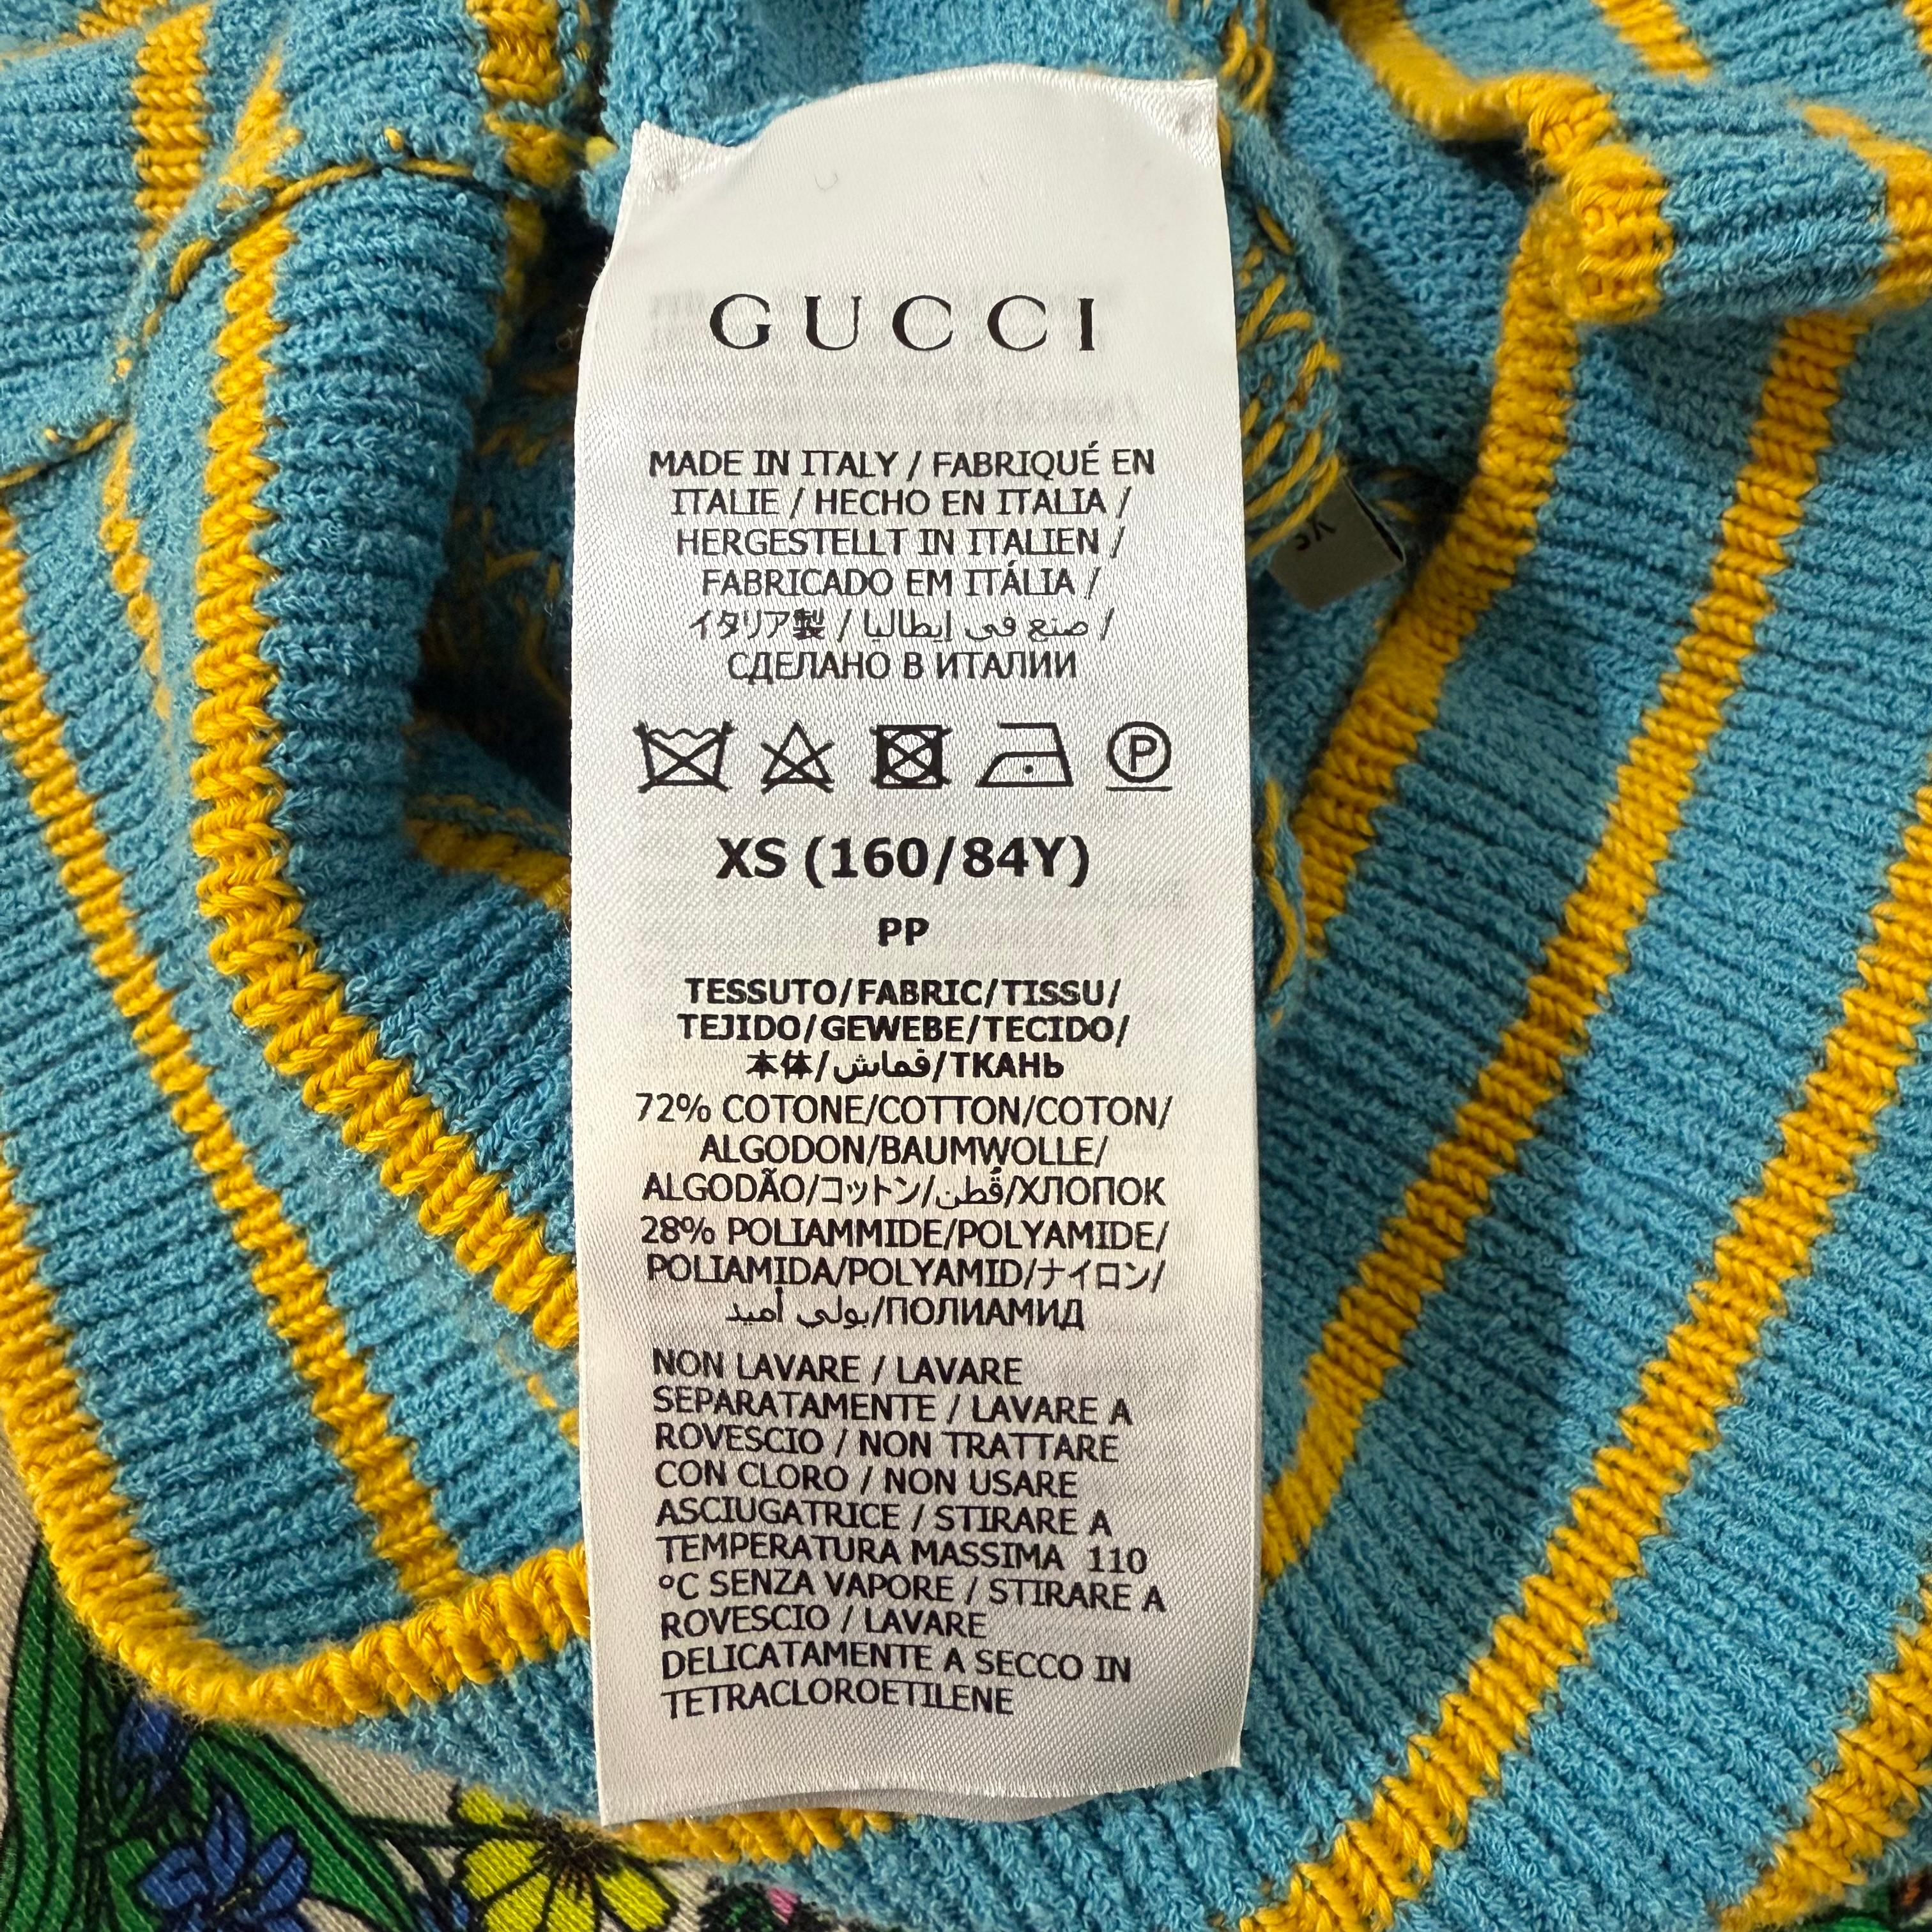 GUCCI
MADE IN ITALY / FABRIQUÉ EN
ITALIE / HECHO EN ITALIA /
HERGESTELLT IN ITALIEN /
FABRICADO EM ITÁLIA /
イタリア製 / صنع في إيطاليا /
СДЕЛАНО В ИТАЛИИ
P
XS (160/84Y)
PP
TESSUTO/FABRIC/TISSU/
TEJIDO/GEWEBE/TECIDO/
本体/قماش/ТКАНЬ
72% COTONE/COTTON/COTON/
ALGODON/BAUMWOLLE/
ALGODÃO/コットン/قُطن/ХЛОПОК
28% POLIAMMIDE/POLYAMIDE/
POLIAMIDA/POLYAMID/ナイロン/
بولي أميد/ПОЛИАМИД
NON LAVARE / LAVARE
SEPARATAMENTE / LAVARE A
ROVESCIO / NON TRATTARE
CON CLORO / NON USARE
ASCIUGATRICE / STIRARE A
TEMPERATURA MASSIMA 110
°C SENZA VAPORE / STIRARE A
ROVESCIO / LAVARE
DELICATAMENTE A SECCO IN
TETRACLOROETILENE